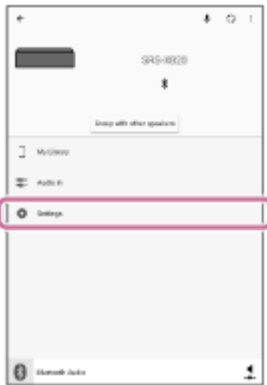 SRS-XB20
Group with other speakers
My Library
Audio in
Settings
Bluetooth Audio